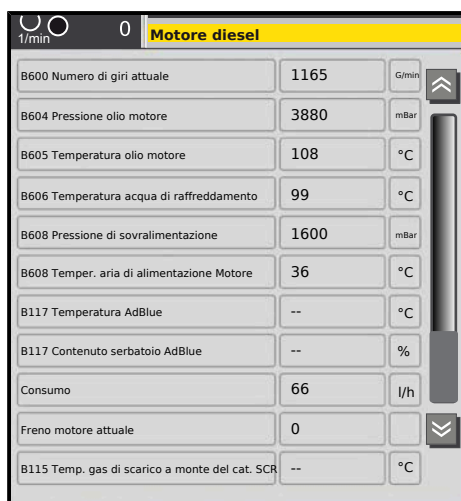 1/min 0 Motore diesel
B600 Numero di giri attuale 1165 G/min
B604 Pressione olio motore 3880 mBar
B605 Temperatura olio motore 108 °C
B606 Temperatura acqua di raffreddamento 99 °C
B608 Pressione di sovralimentazione 1600 mBar
B608 Temper. aria di alimentazione Motore 36 °C
B117 Temperatura AdBlue -- °C
B117 Contenuto serbatoio AdBlue -- %
Consumo 66 l/h
Freno motore attuale 0
B115 Temp. gas di scarico a monte del cat. SCR -- °C